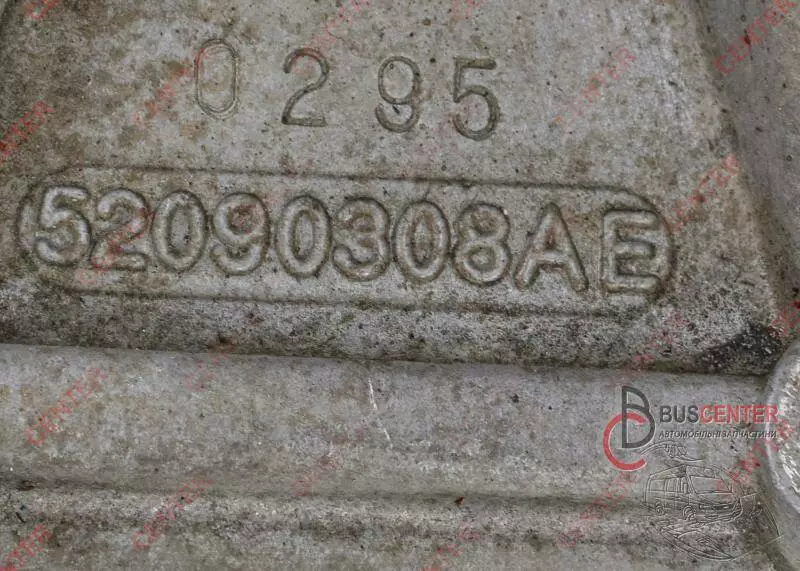 0295
52090308AE
BUSCENTER
АВТОМОБІЛЬНІ ЗАПЧАСТИНИ